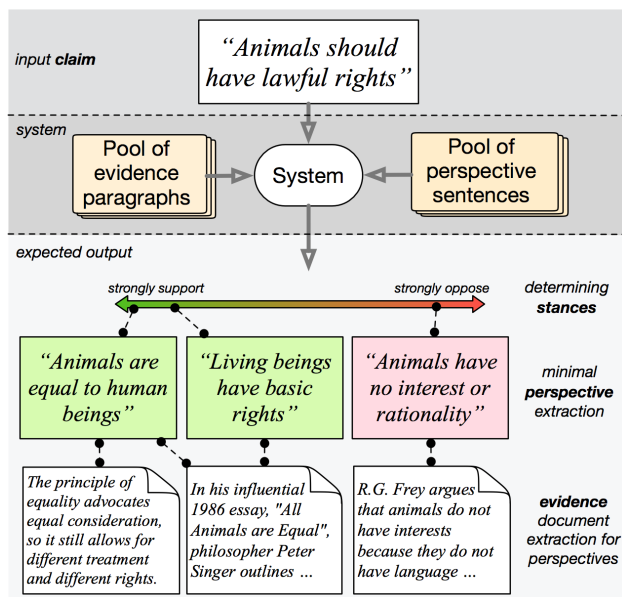 input claim
“Animals should
have lawful rights”
system
Pool of
evidence
paragraphs
System
Pool of
perspective
sentences
expected output
strongly support
strongly oppose
determining
stances
“Animals are
equal to human
beings”
“Living beings
have basic
rights”
“Animals have
no interest or
rationality”
minimal
perspective
extraction
The principle of
equality advocates
equal consideration,
so it still allows for
different treatment
and different rights.
In his influential
1986 essay, "All
Animals are Equal",
philosopher Peter
Singer outlines ...
R.G. Frey argues
that animals do not
have interests
because they do not
have language ...
evidence
document
extraction for
perspectives